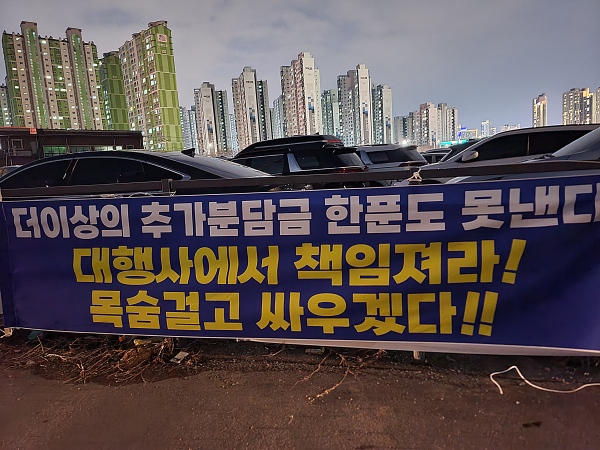 더이상의 추가분담금 한푼도 못낸다
대행사에서 책임져라!
목숨걸고 싸우겠다!!